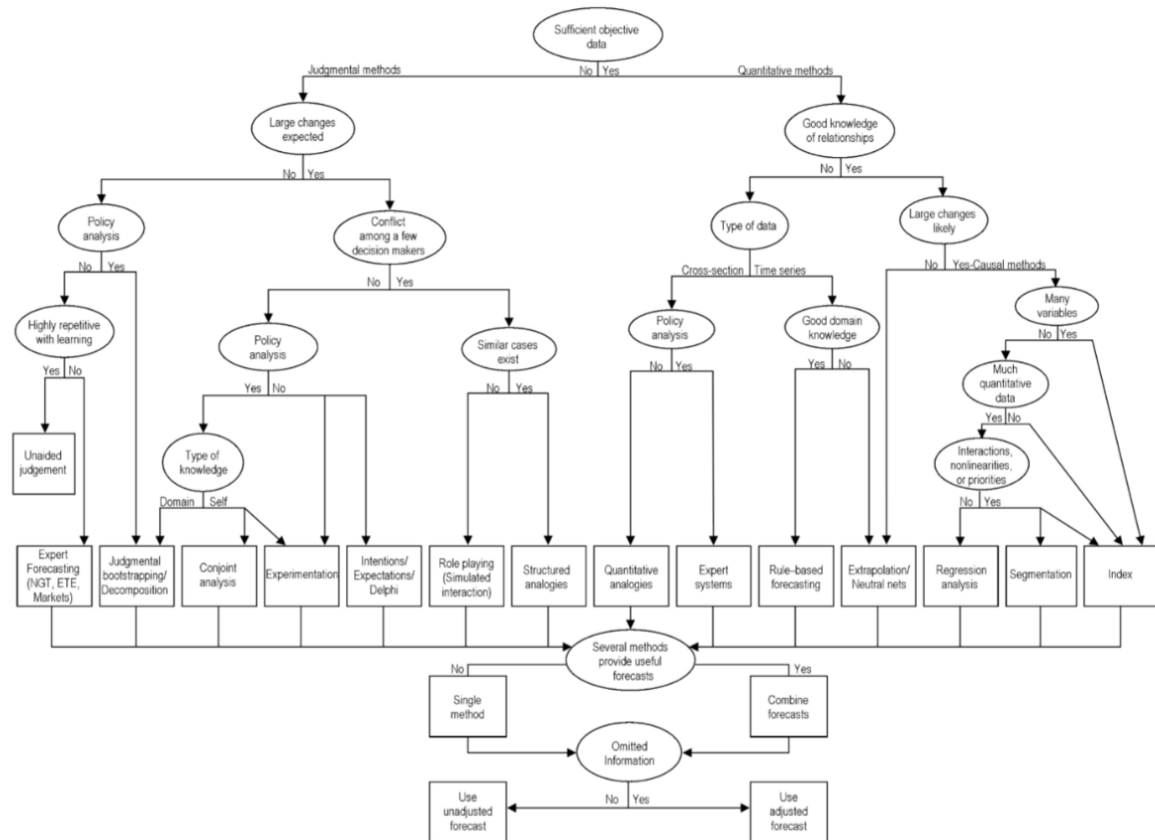 Sufficient objective
data
Judgmental methods
No
Yes
Quantitative methods
Large changes
expected
Good knowledge
of relationships
No
Yes
No
Yes
Policy
analysis
Conflict
among a few
decision makers
Type of data
Large changes
likely
No
Yes
No
Yes
Cross-section
Time series
No
Yes-Causal methods
Highly repetitive
with learning
Policy
analysis
Similar cases
exist
Policy
analysis
Good domain
knowledge
Many
variables
Yes
No
Yes
No
No
Yes
No
Yes
Yes
No
No
Yes
Much
quantitative
data
Yes
No
Unaided
judgement
Type of
knowledge
Interactions,
nonlinearities,
or priorities
Domain
Self
No
Yes
Expert
Forecasting
(NGT, ETE,
Markets)
Judgmental
bootstrapping/
Decomposition
Conjoint
analysis
Experimentation
Intentions/
Expectations/
Delphi
Role playing
(Simulated
interaction)
Structured
analogies
Quantitative
analogies
Expert
systems
Rule–based
forecasting
Extrapolation/
Neutral nets
Regression
analysis
Segmentation
Index
Several methods
provide useful
forecasts
No
Yes
Single
method
Combine
forecasts
Omitted
Information
No
Yes
Use
unadjusted
forecast
Use
adjusted
forecast